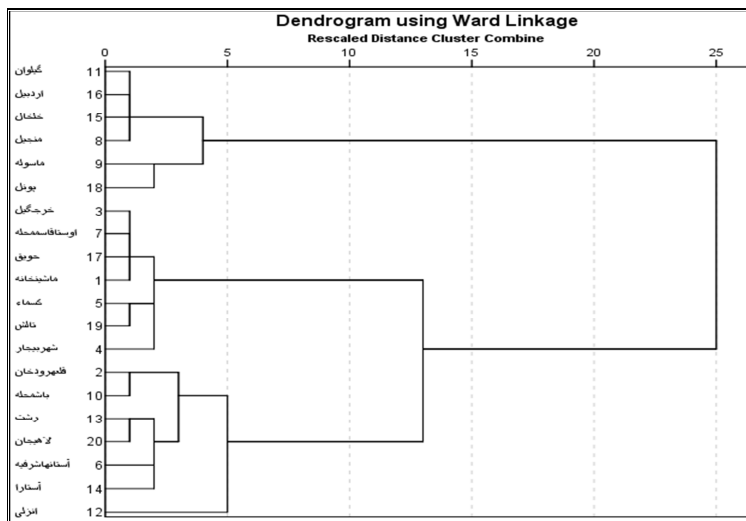 Dendrogram using Ward Linkage
Rescaled Distance Cluster Combine
0 5 10 15 20 25
گیلوان 11
اردبیل 16
خلخال 15
منجیل 8
ماسوله 9
پونل 18
خرجگیل 3
اوستاقاسممحله 7
حویق 17
ماشینخانه 1
کسماء 5
تالش 19
شهربیجار 4
قلعهرودخان 2
باشمحله 10
رشت 13
لاهیجان 20
آستانهاشرفیه 6
آستارا 14
انزلی 12